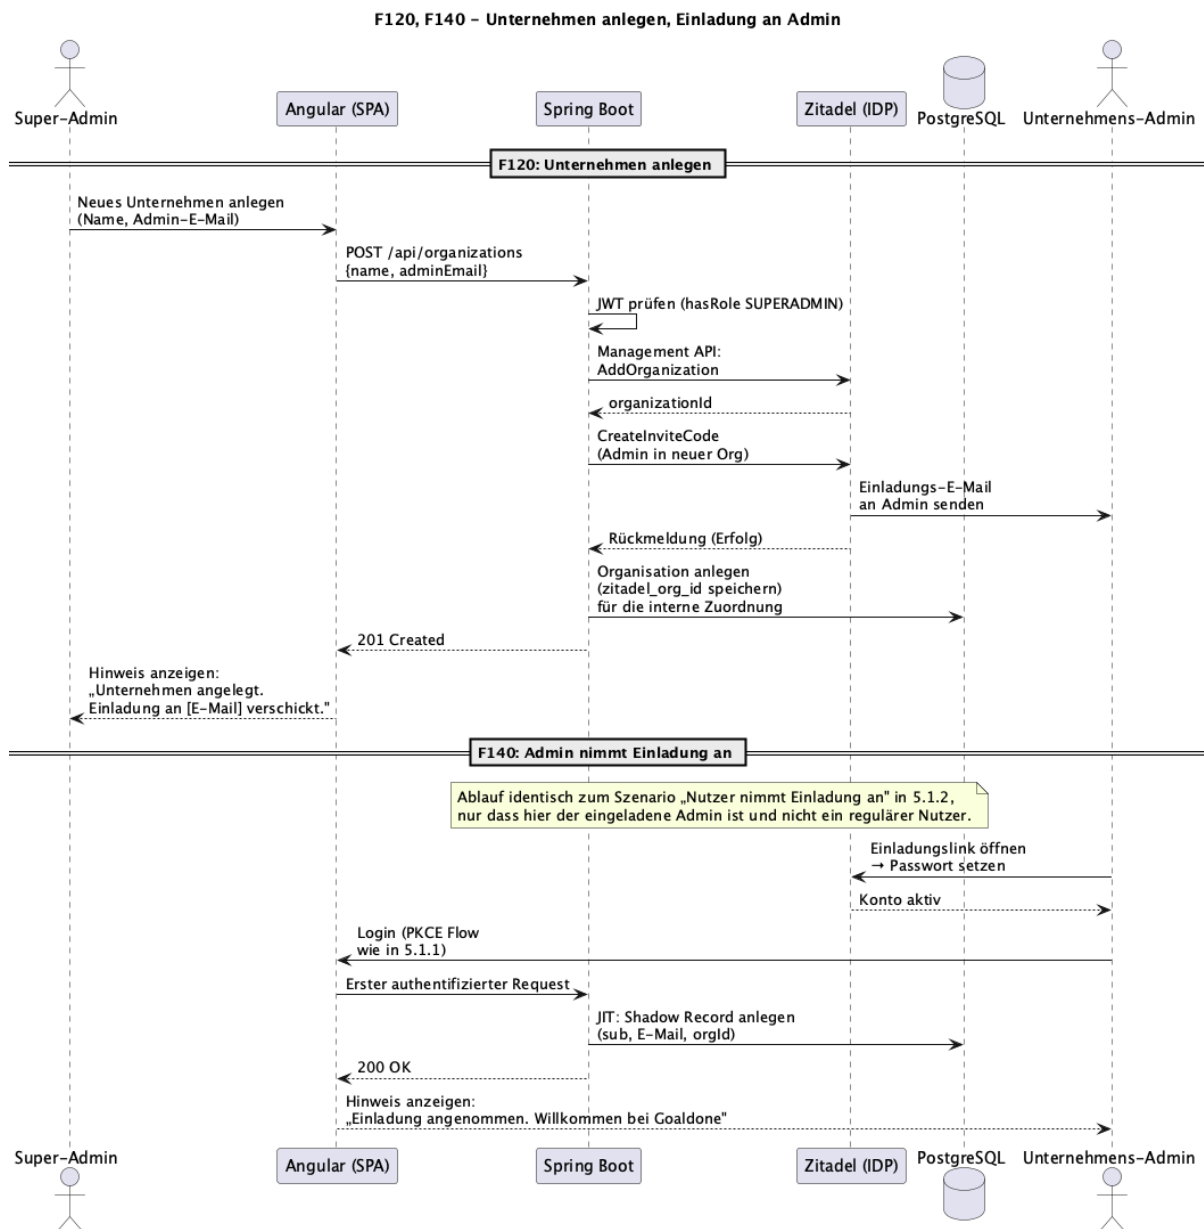 F120, F140 – Unternehmen anlegen, Einladung an Admin
Super-Admin
Angular (SPA)
Spring Boot
Zitadel (IDP)
PostgreSQL
Unternehmens-Admin
F120: Unternehmen anlegen
Neues Unternehmen anlegen
(Name, Admin-E-Mail)
POST /api/organizations
{name, adminEmail}
JWT prüfen (hasRole SUPERADMIN)
Management API:
AddOrganization
organizationId
CreateInviteCode
(Admin in neuer Org)
Einladungs-E-Mail
an Admin senden
Rückmeldung (Erfolg)
Organisation anlegen
(zitadel_org_id speichern)
für die interne Zuordnung
201 Created
Hinweis anzeigen:
„Unternehmen angelegt.
Einladung an [E-Mail] verschickt."
F140: Admin nimmt Einladung an
Ablauf identisch zum Szenario „Nutzer nimmt Einladung an" in 5.1.2,
nur dass hier der eingeladene Admin ist und nicht ein regulärer Nutzer.
Einladungslink öffnen
→ Passwort setzen
Konto aktiv
Login (PKCE Flow
wie in 5.1.1)
Erster authentifizierter Request
JIT: Shadow Record anlegen
(sub, E-Mail, orgId)
200 OK
Hinweis anzeigen:
„Einladung angenommen. Willkommen bei Goaldone"
Super-Admin
Angular (SPA)
Spring Boot
Zitadel (IDP)
PostgreSQL
Unternehmens-Admin